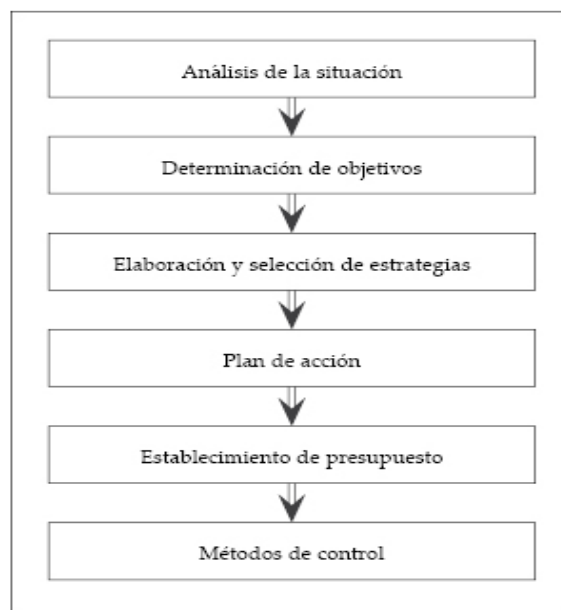 Análisis de la situación
Determinación de objetivos
Elaboración y selección de estrategias
Plan de acción
Establecimiento de presupuesto
Métodos de control